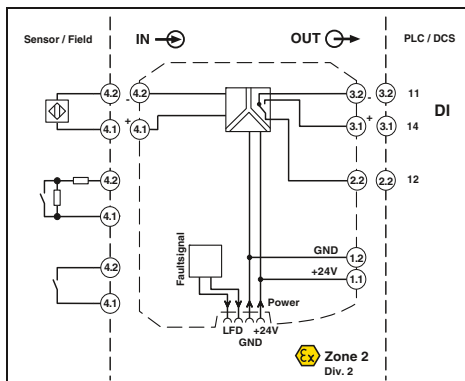 Sensor / Field
IN
OUT
PLC / DCS
4.2 - 4.2 3.2 - 3.2 11
DI
4.1 + 4.1 3.1 + 3.1 14
4.2 2.2 2.2 12
4.1
Faultsignal
GND 1.2
4.2
+24V 1.1
4.1
Power
LFD +24V
GND
Ex Zone 2
Div. 2